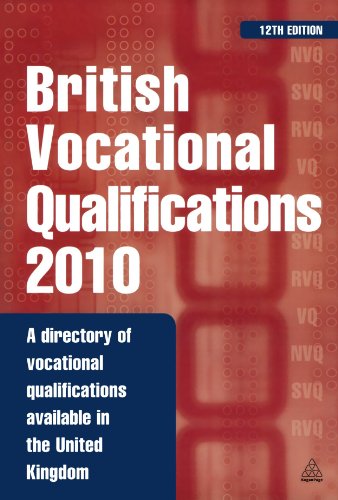 12TH EDITION
British
Vocational
Qualifications
2010
A directory of
vocational
qualifications
available in
the United
Kingdom
NVQ
SVQ
RVQ
VQ
SVQ
RVQ
VQ
NVQ
SVQ
RVQ
KoganPage